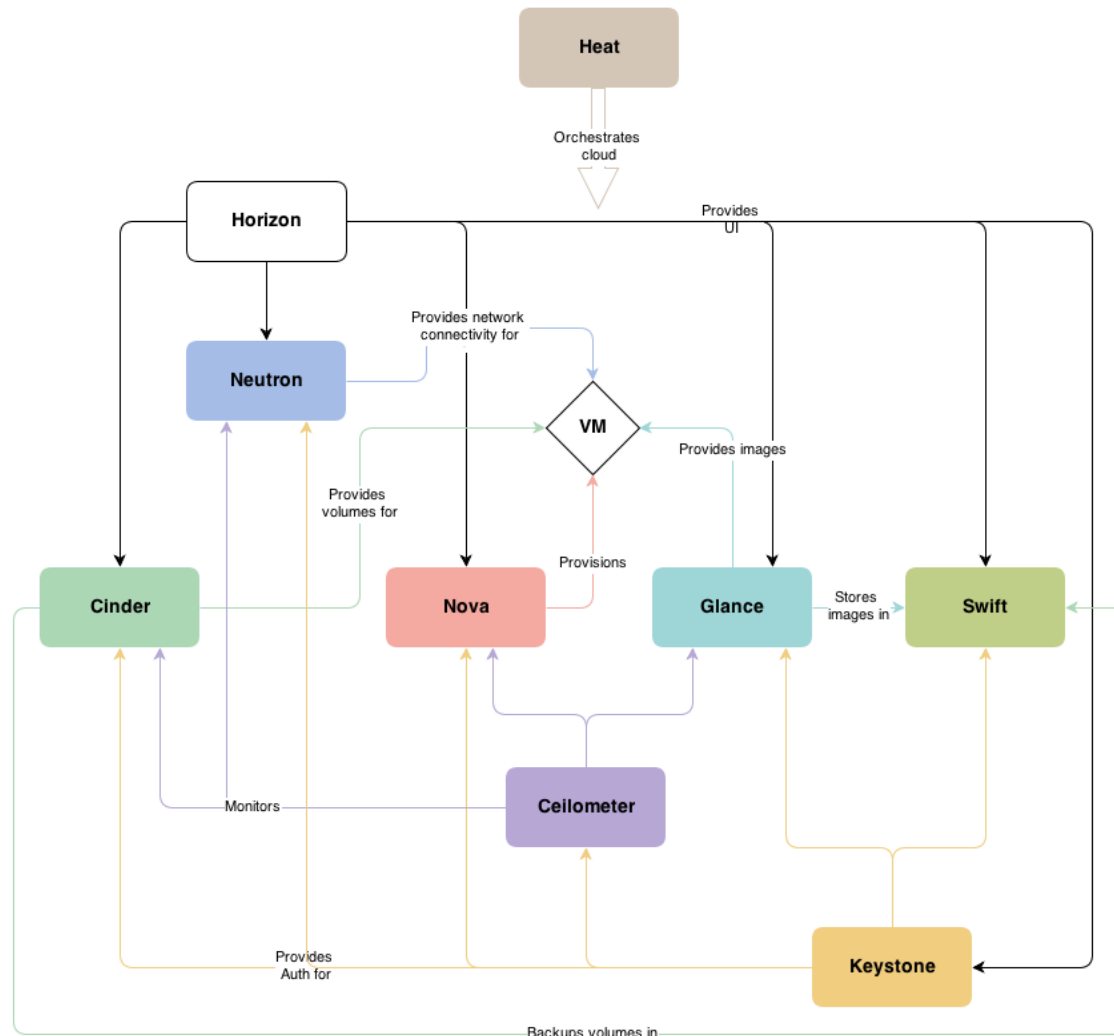 Heat
Orchestrates
cloud
Horizon
Provides
UI
Provides network
connectivity for
Neutron
VM
Provides images
Provides
volumes for
Provisions
Cinder
Nova
Glance
Stores
images in
Swift
Monitors
Ceilometer
Provides
Auth for
Keystone
Backups volumes in